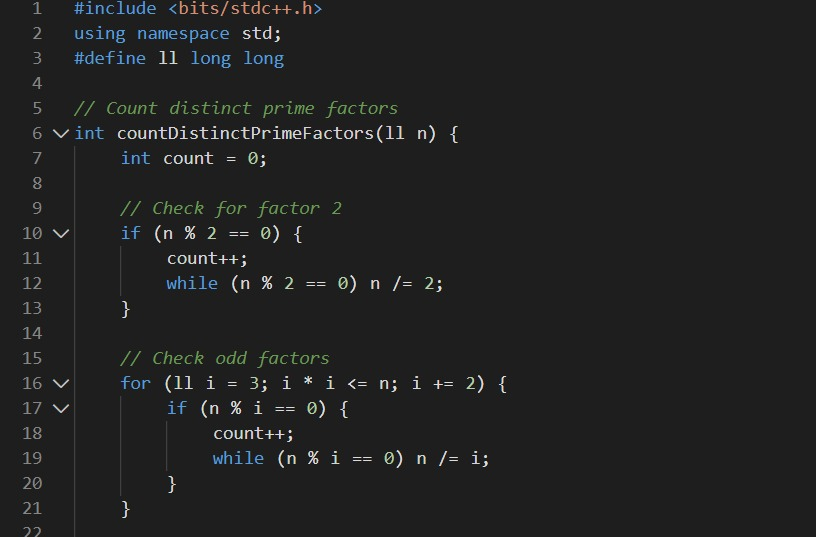 1 #include <bits/stdc++.h>
2 using namespace std;
3 #define ll long long
4
5 // Count distinct prime factors
6 int countDistinctPrimeFactors(ll n) {
7 int count = 0;
8
9 // Check for factor 2
10 if (n % 2 == 0) {
11 count++;
12 while (n % 2 == 0) n /= 2;
13 }
14
15 // Check odd factors
16 for (ll i = 3; i * i <= n; i += 2) {
17 if (n % i == 0) {
18 count++;
19 while (n % i == 0) n /= i;
20 }
21 }
22